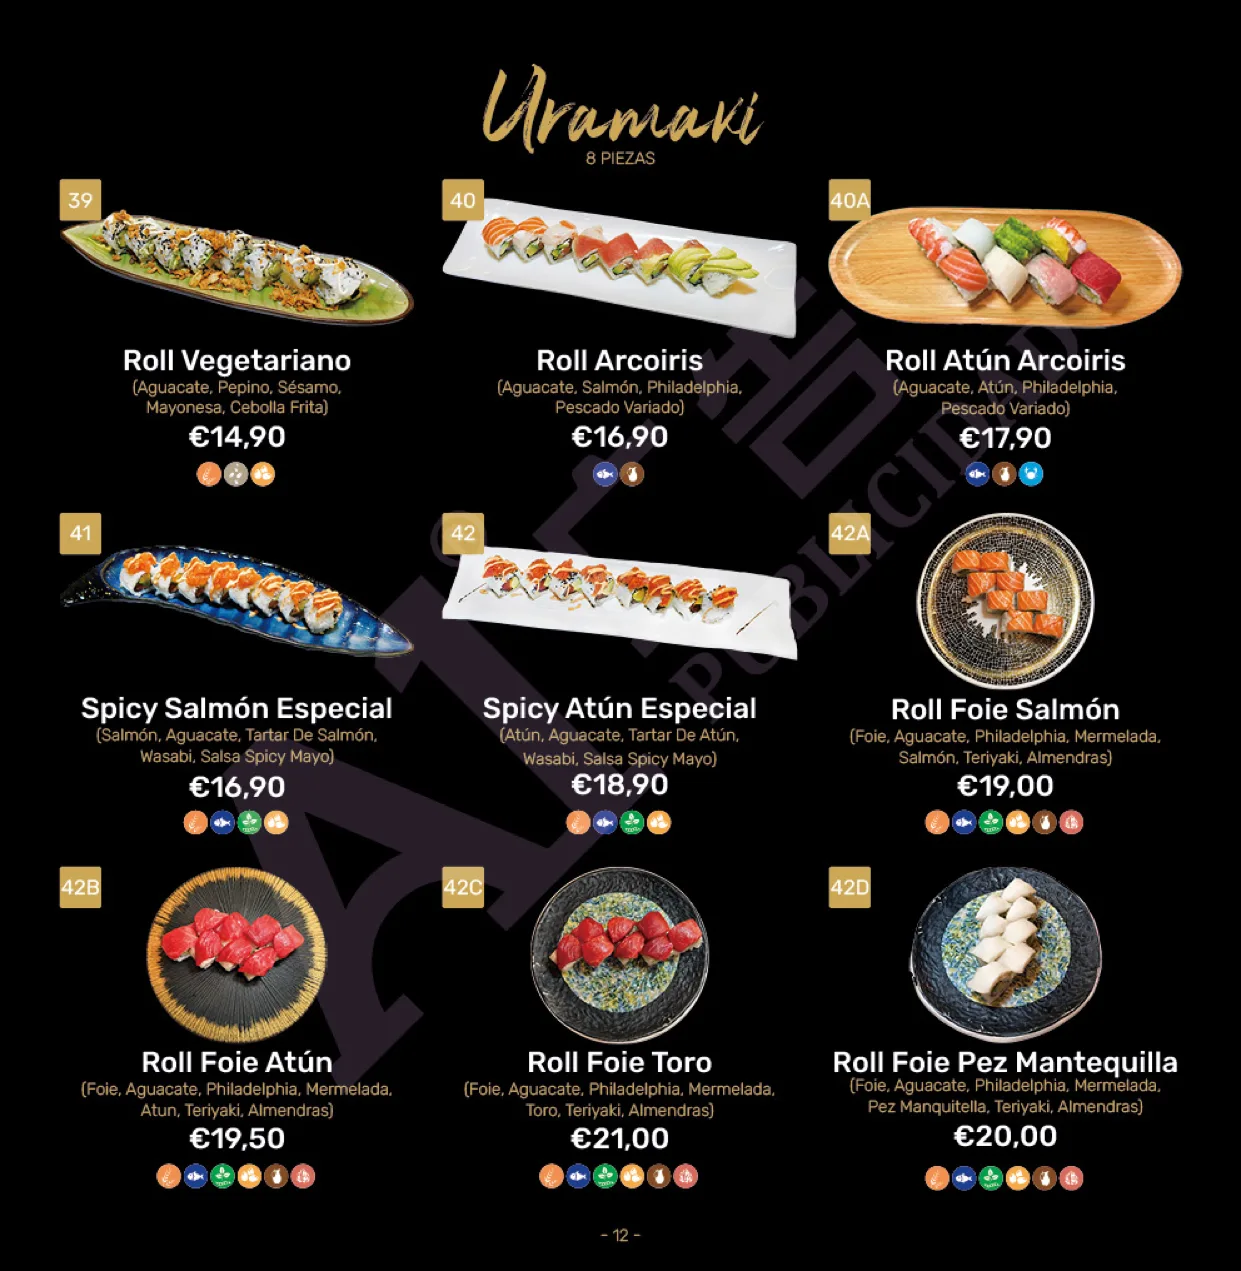 Uramaki
8 PIEZAS
39
40
40A
Roll Vegetariano
(Aguacate, Pepino, Sésamo,
Mayonesa, Cebolla Frita)
€14,90
Roll Arcoiris
(Aguacate, Salmón, Philadelphia,
Pescado Variado)
€16,90
Roll Atún Arcoiris
(Aguacate, Atún, Philadelphia,
Pescado Variado)
€17,90
41
42
42A
Spicy Salmón Especial
(Salmón, Aguacate, Tartar De Salmón,
Wasabi, Salsa Spicy Mayo)
€16,90
Spicy Atún Especial
(Atún, Aguacate, Tartar De Atún,
Wasabi, Salsa Spicy Mayo)
€18,90
Roll Foie Salmón
(Foie, Aguacate, Philadelphia, Mermelada,
Salmón, Teriyaki, Almendras)
€19,00
42B
42C
42D
Roll Foie Atún
(Foie, Aguacate, Philadelphia, Mermelada,
Atun, Teriyaki, Almendras)
€19,50
Roll Foie Toro
(Foie, Aguacate, Philadelphia, Mermelada,
Toro, Teriyaki, Almendras)
€21,00
Roll Foie Pez Mantequilla
(Foie, Aguacate, Philadelphia, Mermelada,
Pez Manquitella, Teriyaki, Almendras)
€20,00
- 12 -
PUBLICIDAD